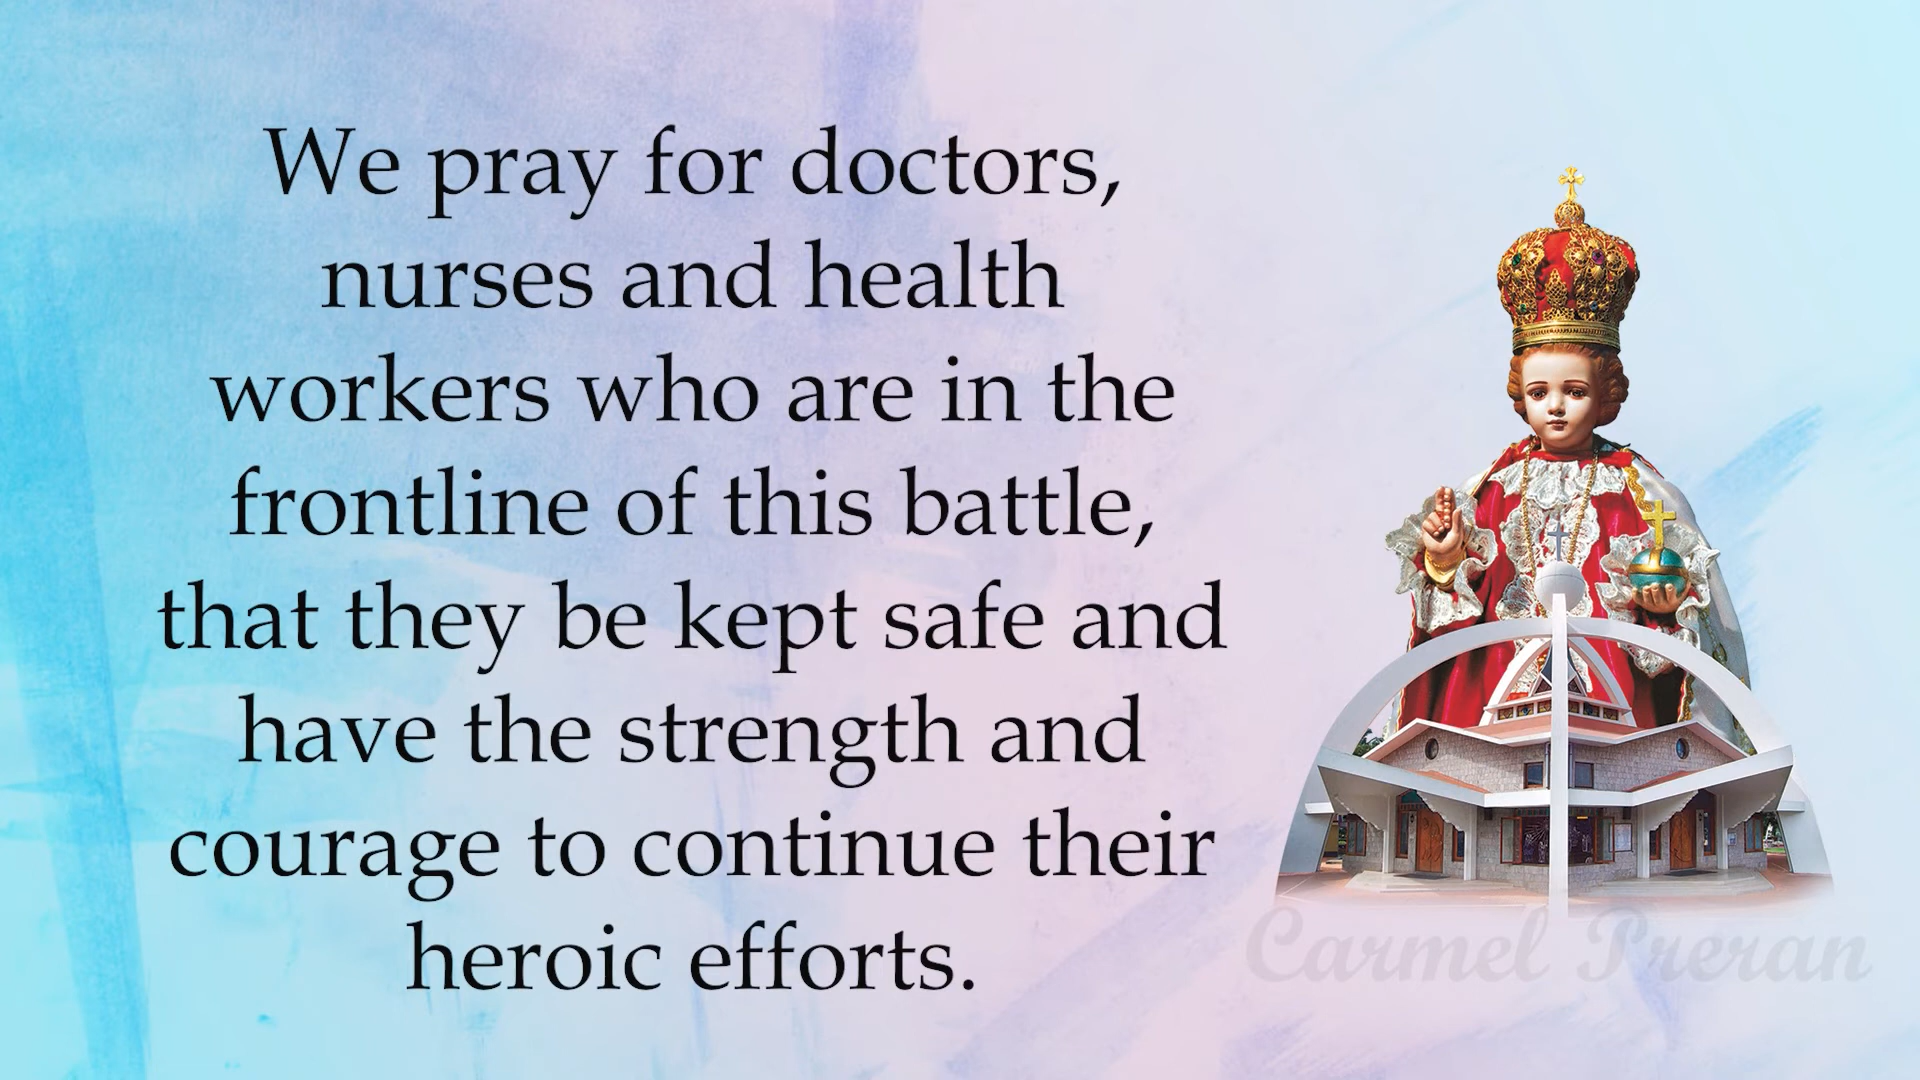 We pray for doctors,
nurses and health
workers who are in the
frontline of this battle,
that they be kept safe and
have the strength and
courage to continue their
heroic efforts.
Carmel Preran